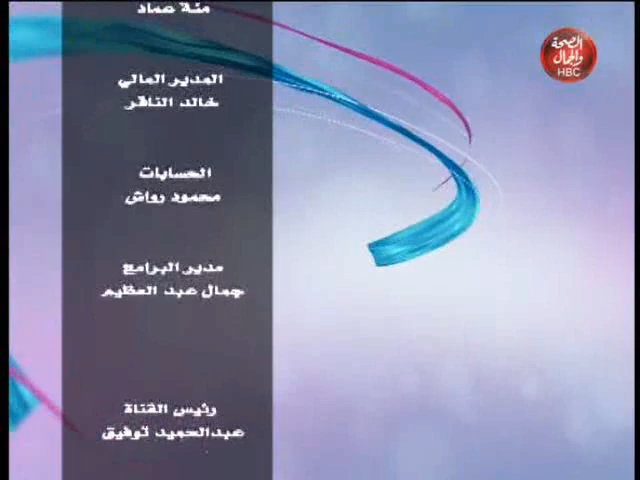 منة عماد
المدير المالي
خالد الناقر
الحسابات
محمود رواش
مدير البرامج
جمال عبد العظيم
رئيس القناة
عبدالحميد توفيق
الصحة
والجمال
HBC